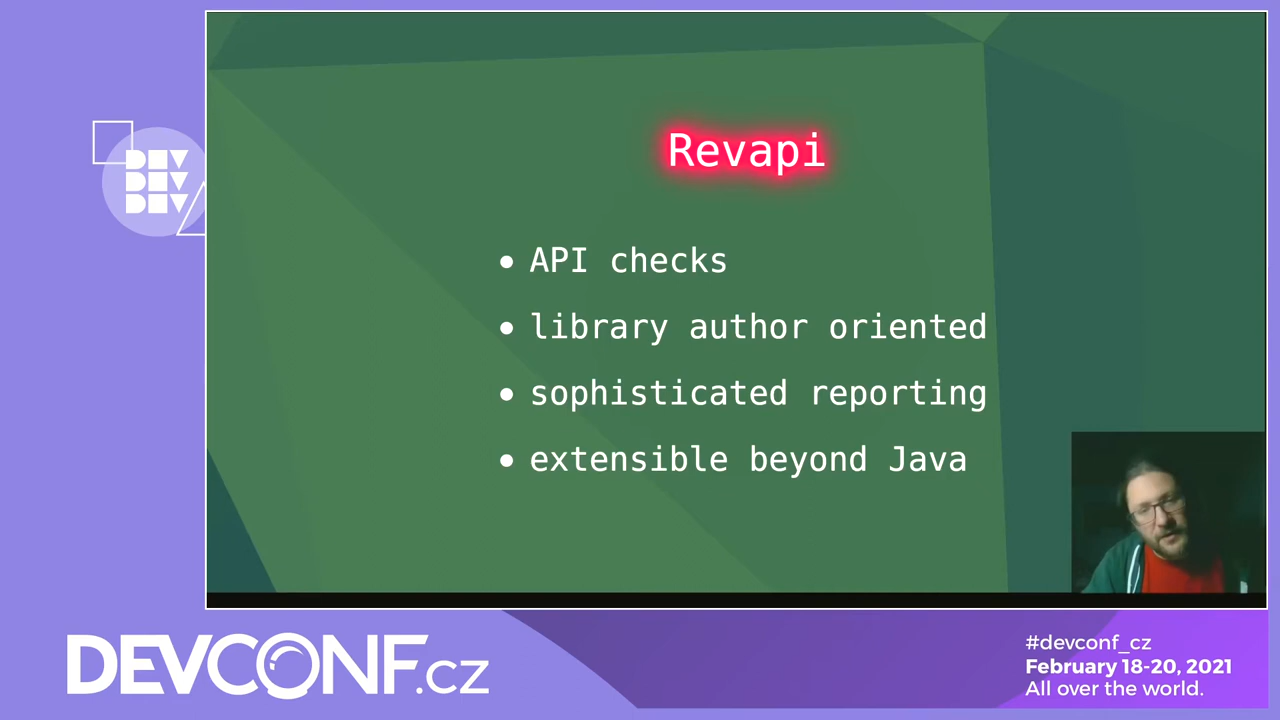 DEV
DEV
DEV
Revapi
• API checks
• library author oriented
• sophisticated reporting
• extensible beyond Java
DEVCONF.cz
#devconf_cz
February 18-20, 2021
All over the world.